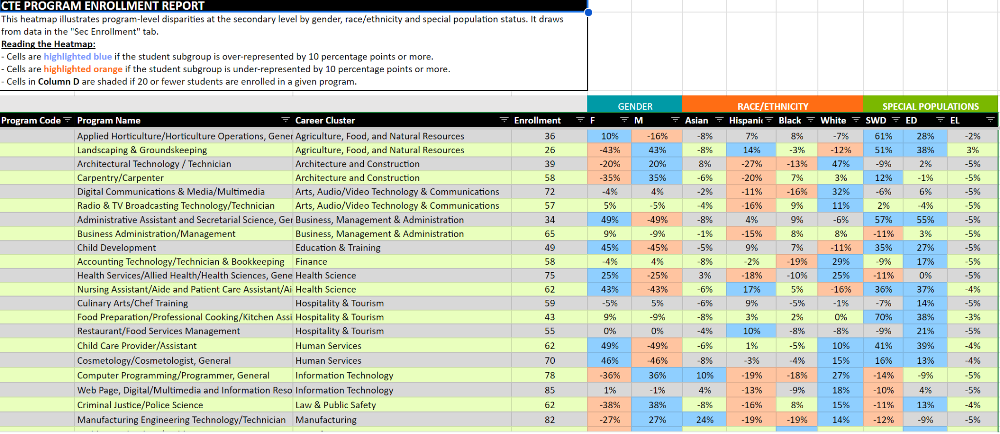 CTE PROGRAM ENROLLMENT REPORT
This heatmap illustrates program-level disparities at the secondary level by gender, race/ethnicity and special population status. It draws
from data in the "Sec Enrollment" tab.
Reading the Heatmap:
- Cells are highlighted blue if the student subgroup is over-represented by 10 percentage points or more.
- Cells are highlighted orange if the student subgroup is under-represented by 10 percentage points or more.
- Cells in Column D are shaded if 20 or fewer students are enrolled in a given program.
GENDER RACE/ETHNICITY SPECIAL POPULATIONS
Program Code Program Name Career Cluster Enrollment F M Asian Hispanic Black White SWD ED EL
Applied Horticulture/Horticulture Operations, Gener Agriculture, Food, and Natural Resources 36 10% -16% -8% 7% 8% -7% 61% 28% -2%
Landscaping & Groundskeeping Agriculture, Food, and Natural Resources 26 -43% 43% -8% 14% -3% -12% 51% 38% 3%
Architectural Technology / Technician Architecture and Construction 39 -20% 20% 8% -27% -13% 47% -9% 2% -5%
Carpentry/Carpenter Architecture and Construction 58 -35% 35% -6% -20% 7% 3% 12% -1% -5%
Digital Communications & Media/Multimedia Arts, Audio/Video Technology & Communications 72 -4% 4% -2% -11% -16% 32% -6% 6% -5%
Radio & TV Broadcasting Technology/Technician Arts, Audio/Video Technology & Communications 57 5% -5% -4% -16% 9% 11% 2% -4% -5%
Administrative Assistant and Secretarial Science, Ger Business, Management & Administration 34 49% -49% -8% 4% 9% -6% 57% 55% -5%
Business Administration/Management Business, Management & Administration 65 9% -9% -1% -15% 8% 8% -11% 3% -5%
Child Development Education & Training 49 45% -45% -5% 9% 7% -11% 35% 27% -5%
Accounting Technology/Technician & Bookkeeping Finance 58 -4% 4% -8% -2% -19% 29% -9% 17% -5%
Health Services/Allied Health/Health Sciences, Gene Health Science 75 25% -25% 3% -18% -10% 25% -11% 0% -5%
Nursing Assistant/Aide and Patient Care Assistant/Ai Health Science 62 43% -43% -6% 17% 5% -16% 36% 37% -4%
Culinary Arts/Chef Training Hospitality & Tourism 59 -5% 5% -6% 9% -5% -1% -7% 14% -5%
Food Preparation/Professional Cooking/Kitchen Assi Hospitality & Tourism 43 9% -9% -8% 3% 2% 0% 70% 38% -3%
Restaurant/Food Services Management Hospitality & Tourism 55 0% 0% -4% 10% -8% -8% -9% 21% -5%
Child Care Provider/Assistant Human Services 62 49% -49% -6% 1% -5% 10% 41% 39% -4%
Cosmetology/Cosmetologist, General Human Services 70 46% -46% -8% -3% -4% 15% 16% 13% -4%
Computer Programming/Programmer, General Information Technology 78 -36% 36% 10% -19% -18% 27% -14% -9% -5%
Web Page, Digital/Multimedia and Information Reso Information Technology 85 1% -1% 4% -13% -9% 18% -10% 4% -5%
Criminal Justice/Police Science Law & Public Safety 62 -38% 38% -8% -16% 8% 15% -11% 13% -4%
Manufacturing Engineering Technology/Technician Manufacturing 82 -27% 27% 24% -19% -19% 14% -12% -9% -5%